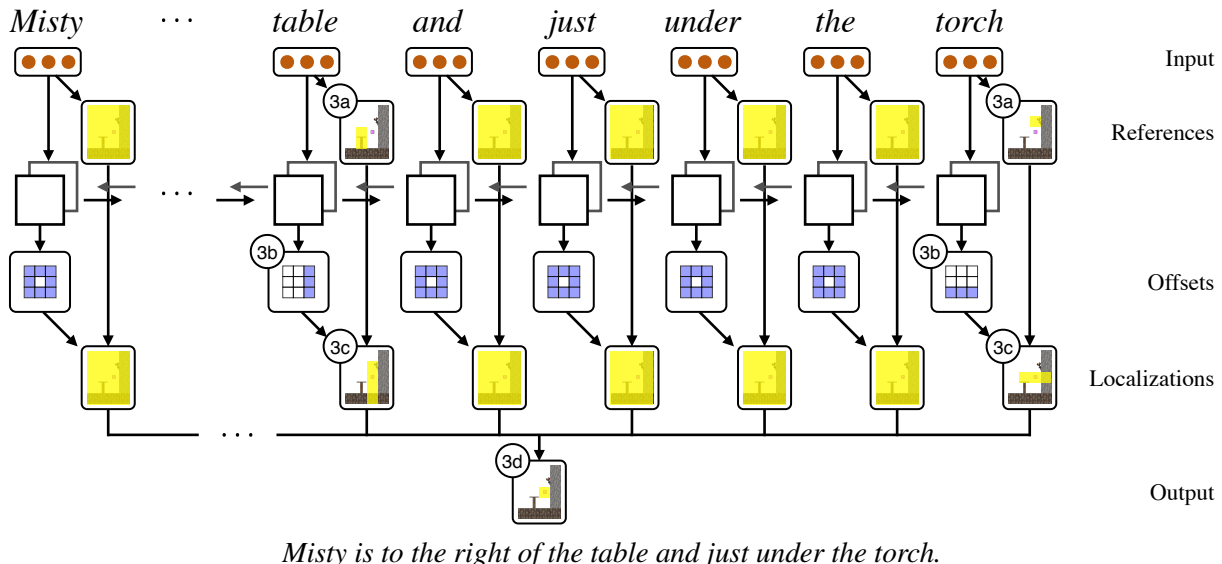 Misty ··· table and just under the torch
Input
3a 3a
References
···
3b 3b
Offsets
3c 3c
Localizations
···
3d
Output
Misty is to the right of the table and just under the torch.